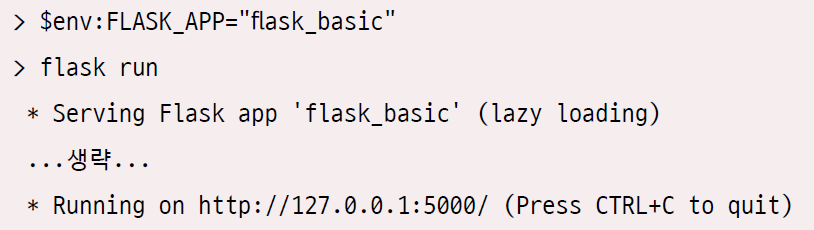 > $env:FLASK_APP="flask_basic"
> flask run
* Serving Flask app 'flask_basic' (lazy loading)
...생략...
* Running on http://127.0.0.1:5000/ (Press CTRL+C to quit)